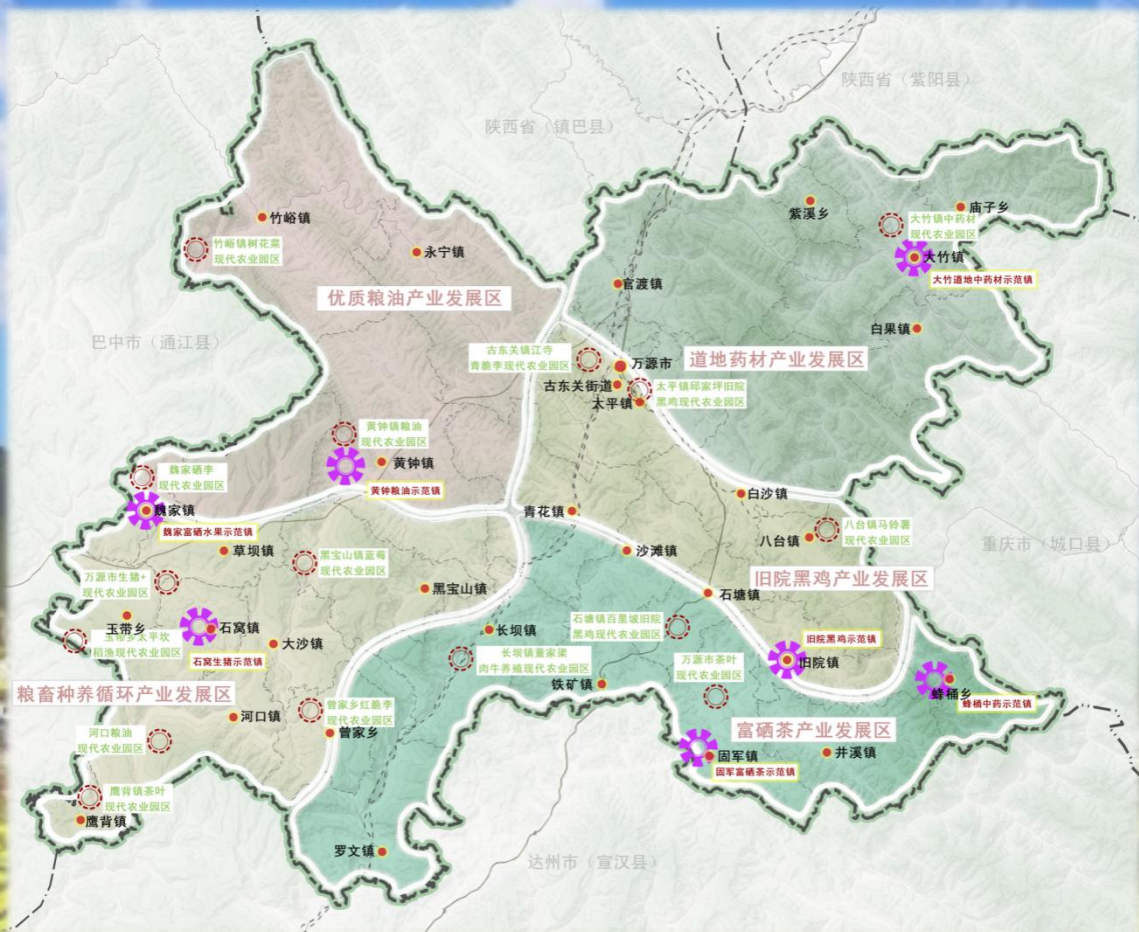 陕西省（紫阳县）
陕西省（镇巴县）
紫溪乡
庙子乡
竹峪镇
大竹镇中药材
现代农业园区
竹峪镇树花菜
现代农业园区
永宁镇
大竹镇
大竹道地中药材示范镇
官渡镇
优质粮油产业发展区
白果镇
巴中市（通江县）
古东关镇江寺
青脆李现代农业园区
万源市
道地药材产业发展区
古东关街道
太平镇
太平镇邱家坪旧院
黑鸡现代农业园区
黄钟镇粮油
现代农业园区
黄钟镇
黄钟粮油示范镇
魏家硒李
现代农业园区
魏家镇
魏家富硒水果示范镇
白沙镇
青花镇
八台镇马铃薯
现代农业园区
八台镇
重庆市（城口县）
草坝镇
沙滩镇
黑宝山镇蓝莓
现代农业园区
旧院黑鸡产业发展区
万源市生猪+
现代农业园区
黑宝山镇
石塘镇
玉带乡
玉带乡太平坎
稻渔现代农业园区
石窝镇
石窝生猪示范镇
大沙镇
长坝镇
石塘镇百里坡旧院
黑鸡现代农业园区
旧院黑鸡示范镇
旧院镇
长坝镇董家梁
肉牛养殖现代农业园区
万源市茶叶
现代农业园区
铁矿镇
蜂桶乡
蜂桶中药示范镇
粮畜种养循环产业发展区
曾家乡红脆李
现代农业园区
河口镇
曾家乡
富硒茶产业发展区
河口粮油
现代农业园区
固军镇
固军富硒茶示范镇
井溪镇
鹰背镇茶叶
现代农业园区
鹰背镇
罗文镇
达州市（宣汉县）